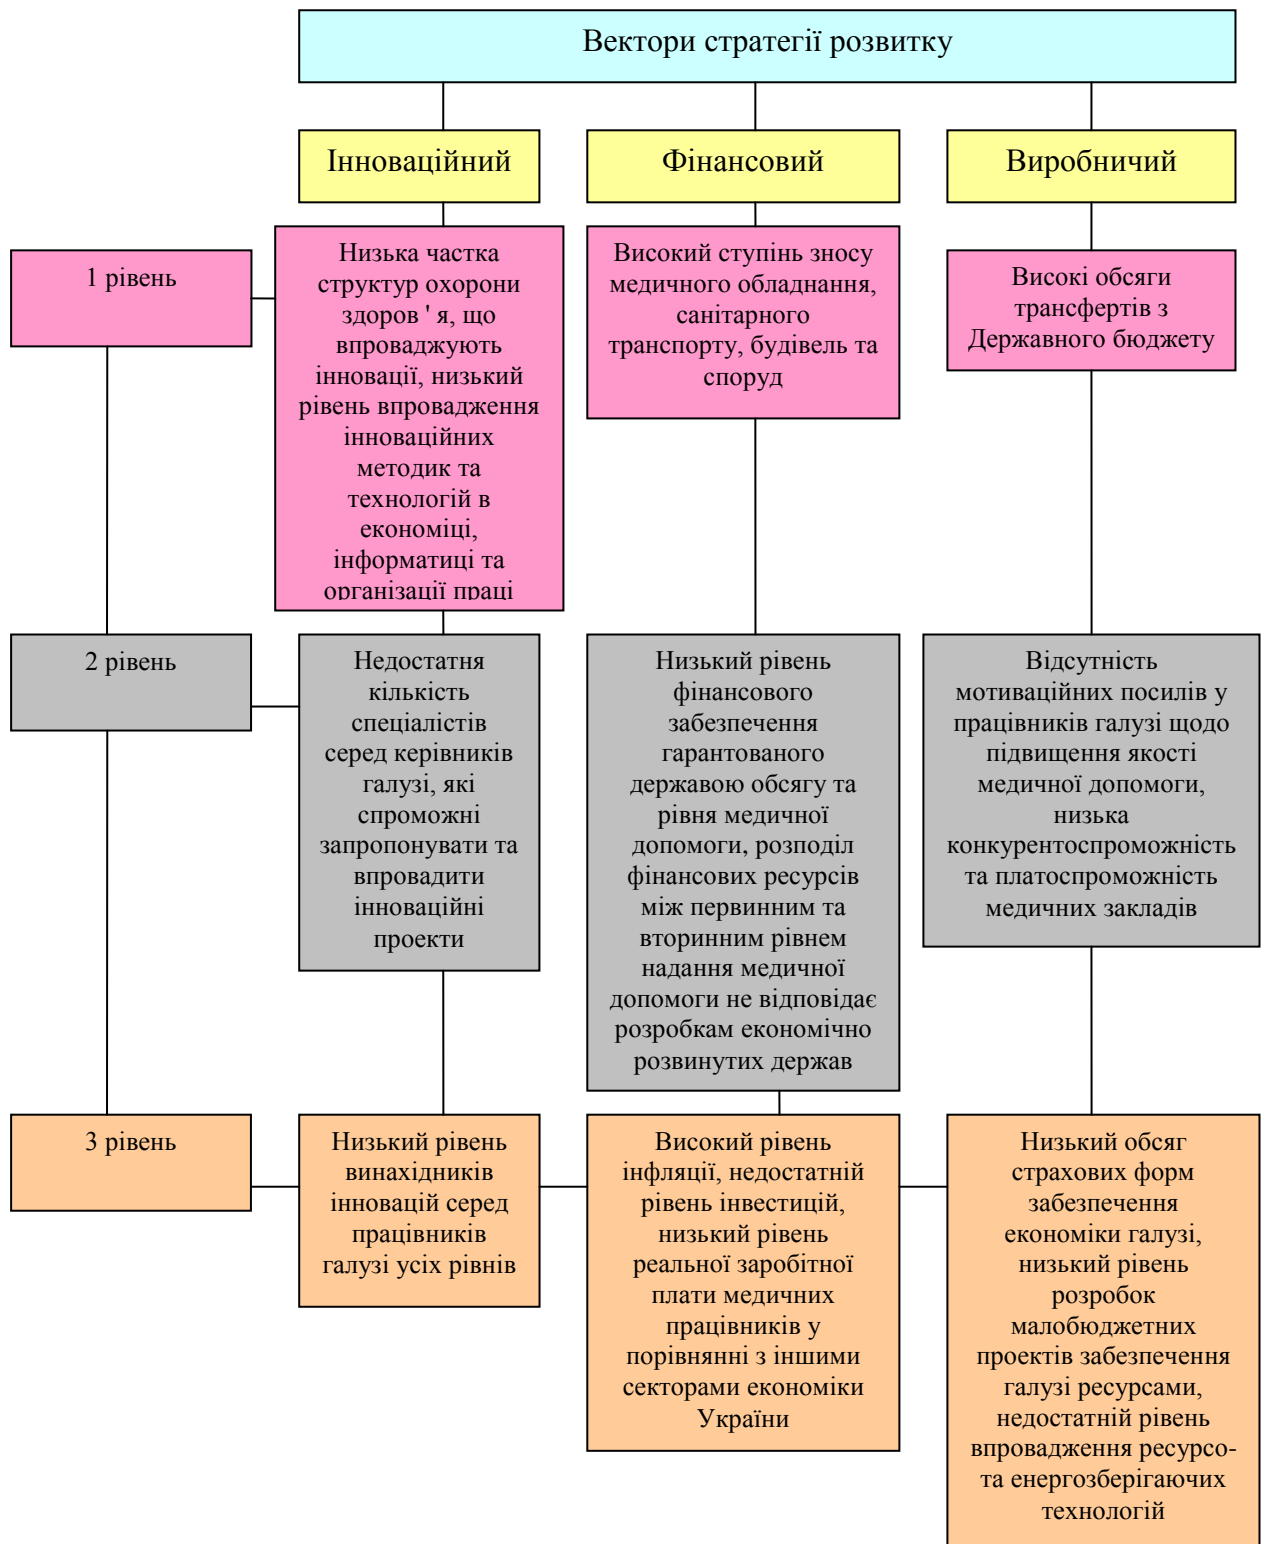 Вектори стратегії розвитку
Інноваційний
Фінансовий
Виробничий
1 рівень
Низька частка
структур охорони
здоров ' я, що
впроваджують
інновації, низький
рівень впровадження
інноваційних
методик та
технологій в
економіці,
інформатиці та
організації праці
Високий ступінь зносу
медичного обладнання,
санітарного
транспорту, будівель та
споруд
Високі обсяги
трансфертів з
Державного бюджету
2 рівень
Недостатня
кількість
спеціалістів
серед керівників
галузі, які
спроможні
запропонувати та
впровадити
інноваційні
проекти
Низький рівень
фінансового
забезпечення
гарантованого
державою обсягу та
рівня медичної
допомоги, розподіл
фінансових ресурсів
між первинним та
вторинним рівнем
надання медичної
допомоги не відповідає
розробкам економічно
розвинутих держав
Відсутність
мотиваційних посилів у
працівників галузі щодо
підвищення якості
медичної допомоги,
низька
конкурентоспроможність
та платоспроможність
медичних закладів
3 рівень
Низький рівень
винахідників
інновацій серед
працівників
галузі усіх рівнів
Високий рівень
інфляції, недостатній
рівень інвестицій,
низький рівень
реальної заробітної
плати медичних
працівників у
порівнянні з іншими
секторами економіки
України
Низький обсяг
страхових форм
забезпечення
економіки галузі,
низький рівень
розробок
малобюджетних
проектів забезпечення
галузі ресурсами,
недостатній рівень
впровадження ресурсо-
та енергозберігаючих
технологій